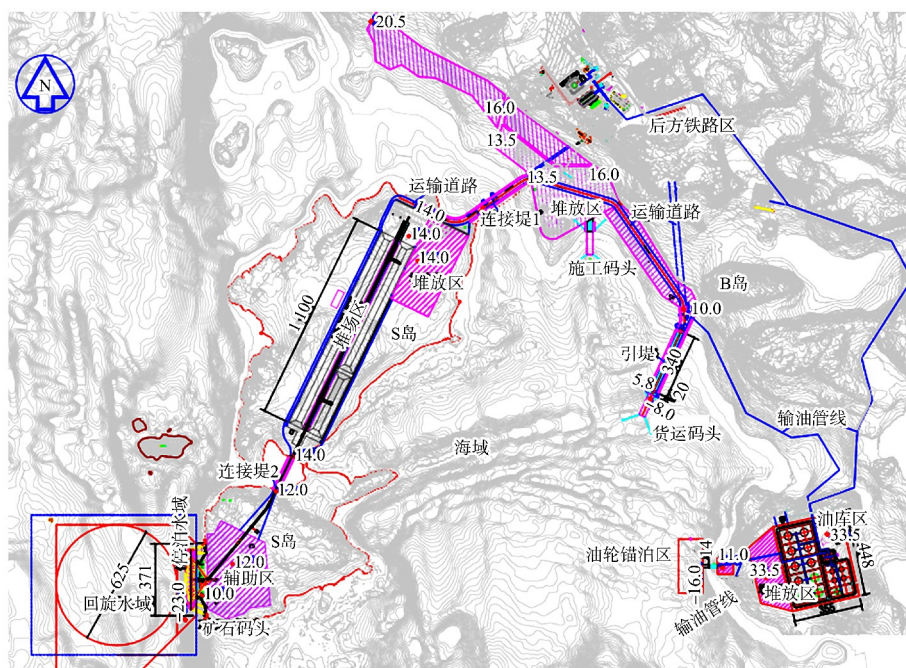 20.5
N
16.0
后方铁路区
13.5
13.5
16.0
运输道路
14.0
连接堤1
堆放区
运输道路
14.0
施工码头
14.0
堆放区
B岛
1,100
堆场区
S岛
10.0
引堤
340
5.8
20
-8.0
货运码头
输油管线
海域
14.0
连接堤2
12.0
S岛
停泊水域
油库区
33.5
油轮锚泊区
14
11.0
448
625
371
12.0
辅助区
33.5
-16.0
堆放区
回旋水域
-23.0
10.0
输油管线
矿石码头